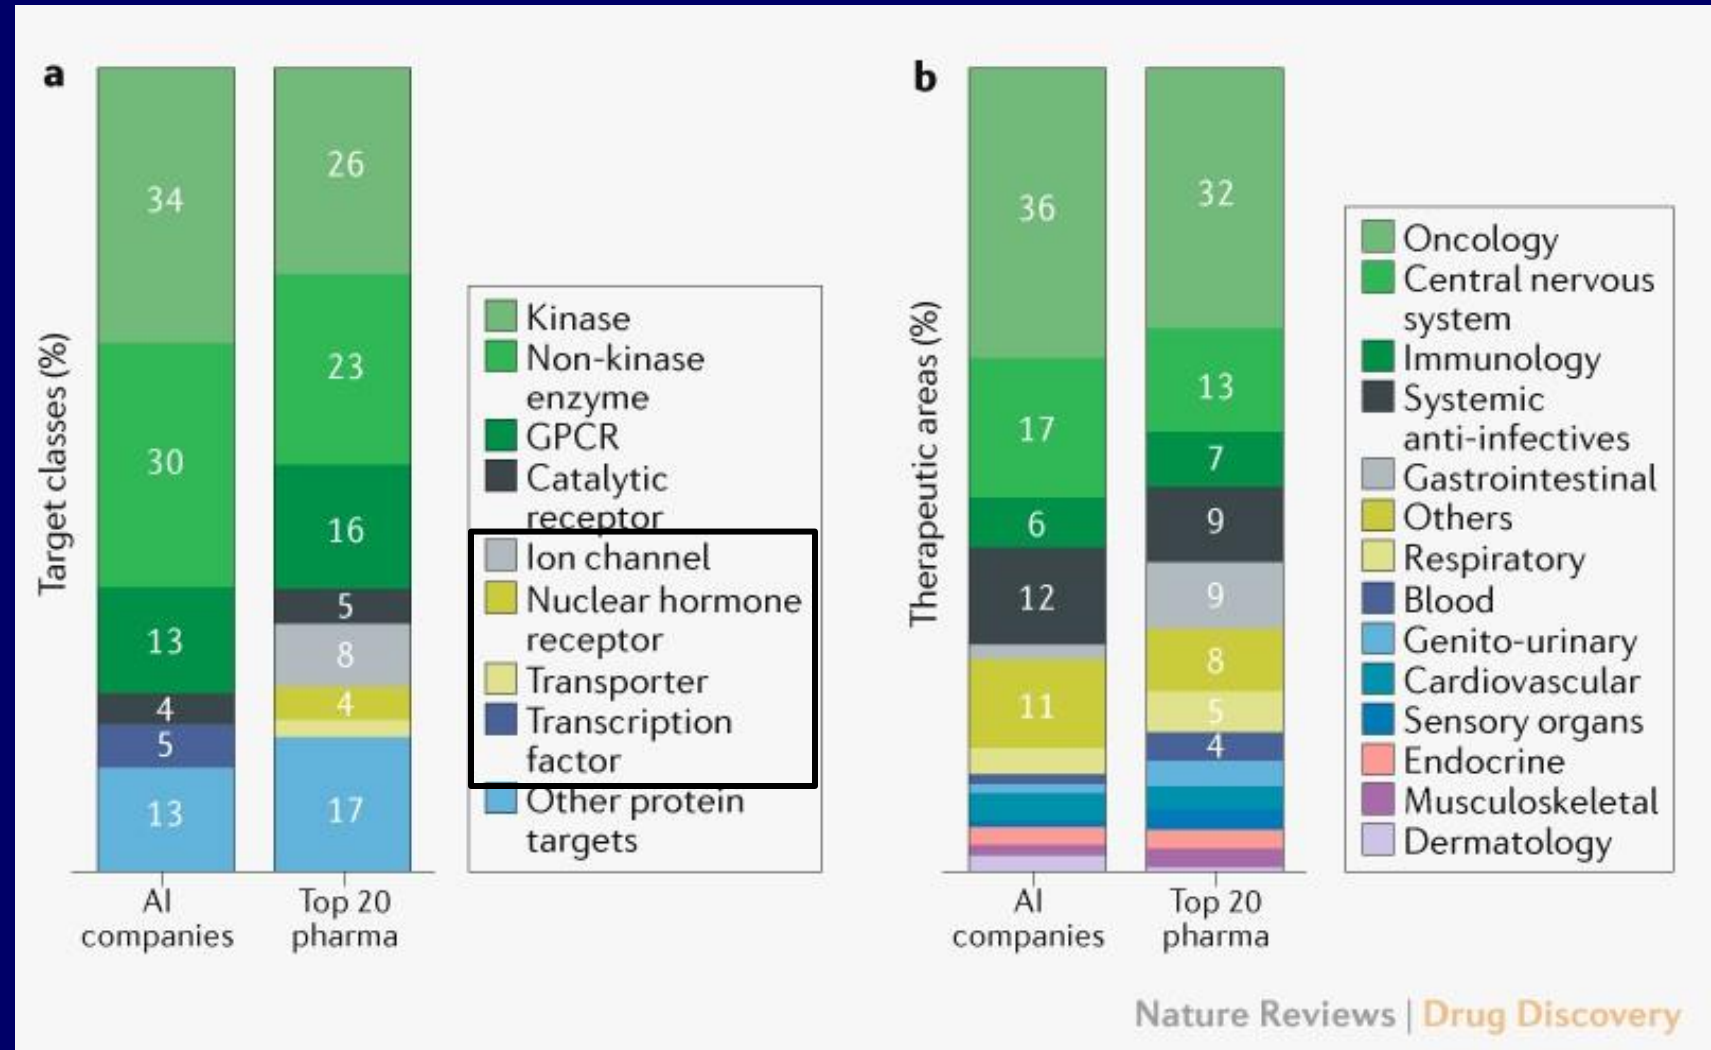 a
Target classes (%)
34
30
13
4
5
13
26
23
16
5
8
4
17
AI
companies
Top 20
pharma
Kinase
Non-kinase
enzyme
GPCR
Catalytic
receptor
Ion channel
Nuclear hormone
receptor
Transporter
Transcription
factor
Other protein
targets
b
Therapeutic areas (%)
36
17
6
12
11
32
13
7
9
9
8
5
4
AI
companies
Top 20
pharma
Oncology
Central nervous
system
Immunology
Systemic
anti-infectives
Gastrointestinal
Others
Respiratory
Blood
Genito-urinary
Cardiovascular
Sensory organs
Endocrine
Musculoskeletal
Dermatology
Nature Reviews | Drug Discovery